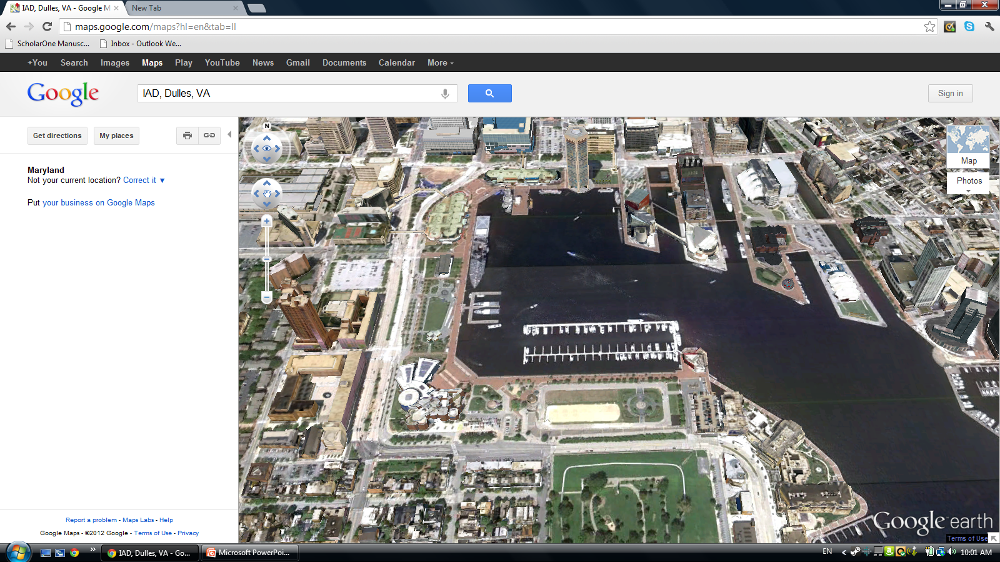 IAD, Dulles, VA - Google M
New Tab
maps.google.com/maps?hl=en&tab=ll
ScholarOne Manusc...
Inbox - Outlook We...
+You Search Images Maps Play YouTube News Gmail Documents Calendar More
Google
IAD, Dulles, VA
Sign in
Get directions
My places
N
Map
Photos
Maryland
Not your current location? Correct it ▼
Put your business on Google Maps
Report a problem - Maps Labs - Help
Google Maps - ©2012 Google - Terms of Use - Privacy
Google earth
Terms of Use
IAD, Dulles, VA - Go...
Microsoft PowerPoi...
EN
10:01 AM